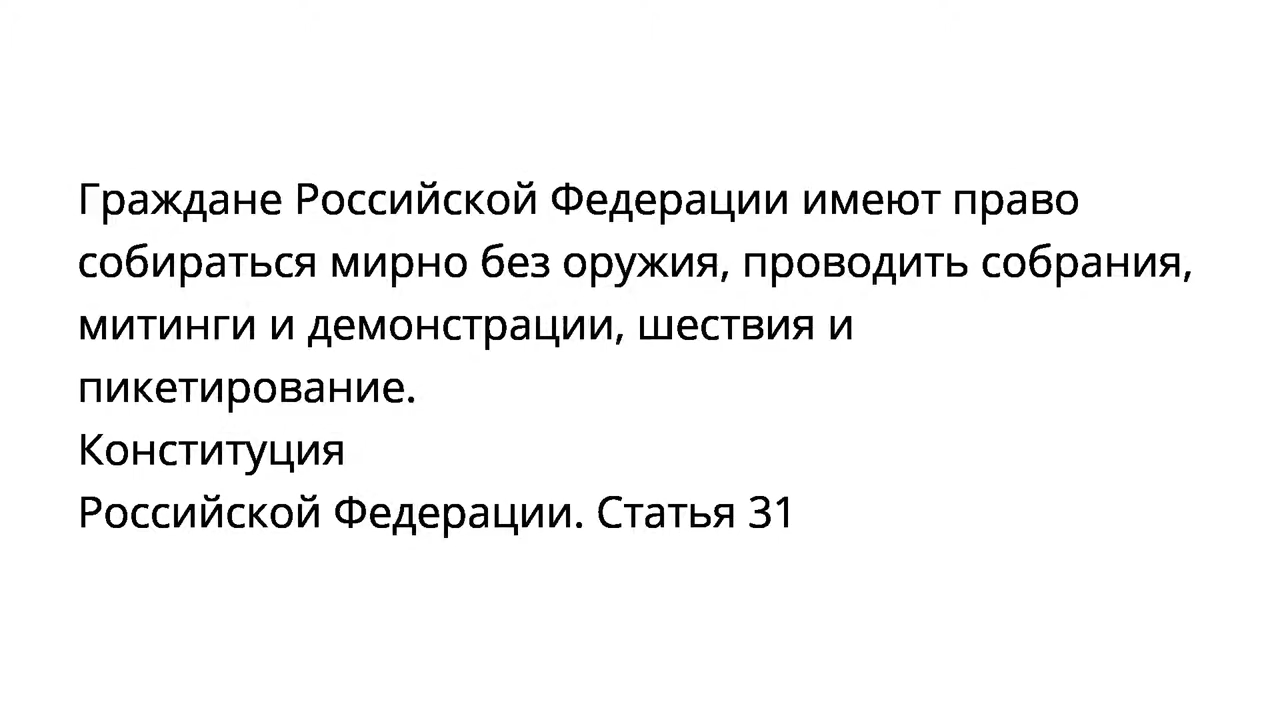 Граждане Российской Федерации имеют право
собираться мирно без оружия, проводить собрания,
митинги и демонстрации, шествия и
пикетирование.
Конституция
Российской Федерации. Статья 31